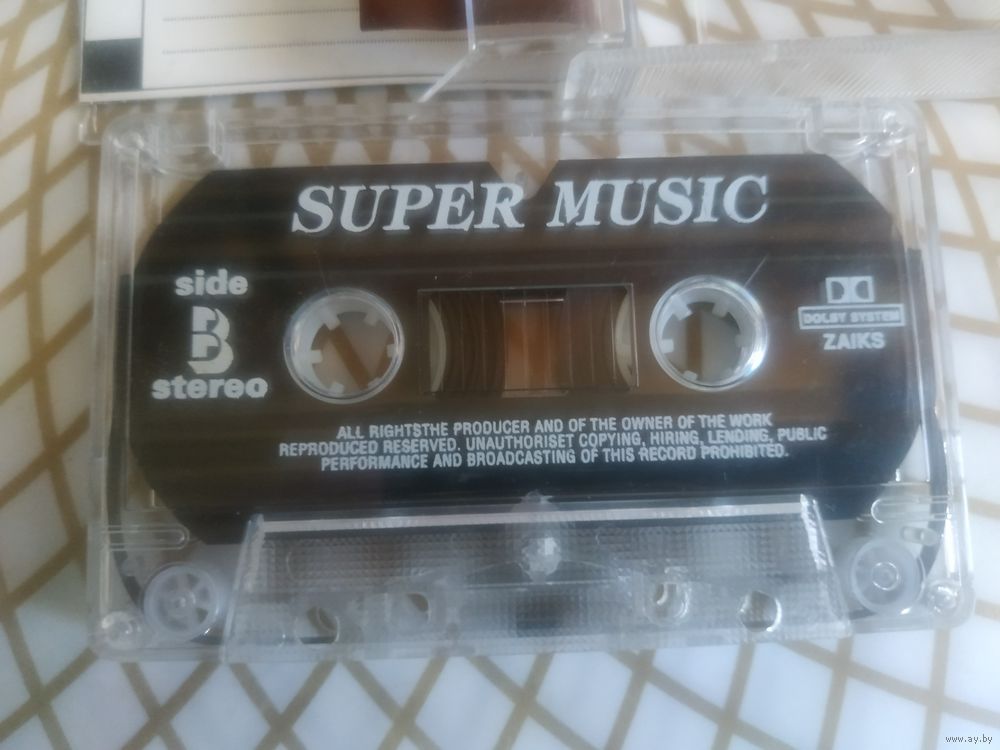 SUPER MUSIC
side
B
stereo
DOLBY SYSTEM
ZAIKS
ALL RIGHTSTHE PRODUCER AND OF THE OWNER OF THE WORK
REPRODUCED RESERVED. UNAUTHORISET COPYING, HIRING, LENDING, PUBLIC
PERFORMANCE AND BROADCASTING OF THIS RECORD PROHIBITED.
www.ay.by